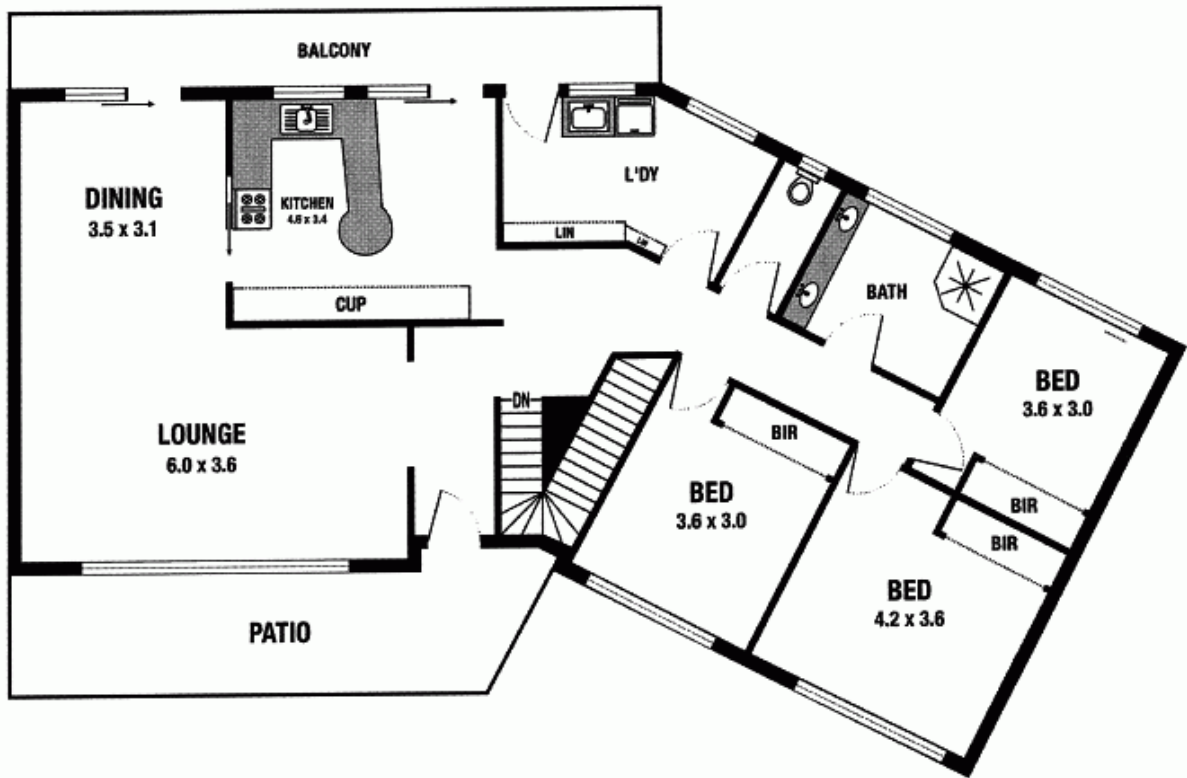 BALCONY
DINING
3.5 x 3.1
KITCHEN
4.6 x 3.4
L'DY
LIN
LIN
CUP
BATH
LOUNGE
6.0 x 3.6
DN
BIR
BED
3.6 x 3.0
BED
3.6 x 3.0
BIR
BIR
BED
4.2 x 3.6
PATIO